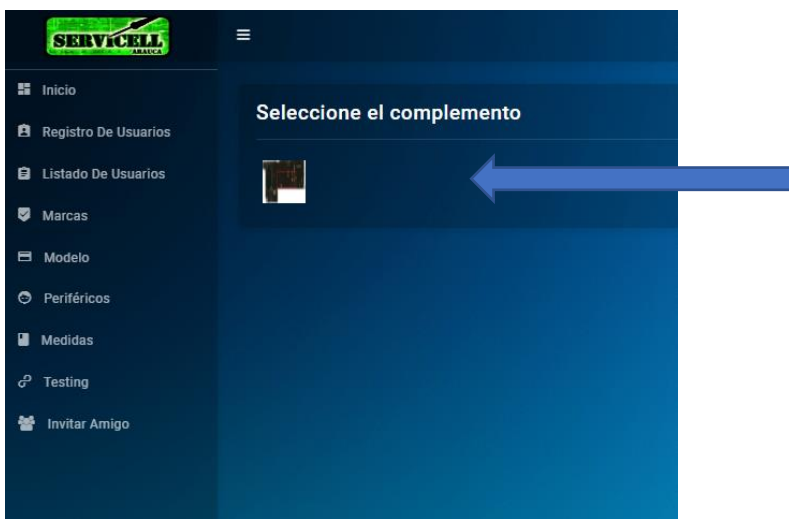 SERVICELL
ARAUCA
Inicio
Registro De Usuarios
Listado De Usuarios
Marcas
Modelo
Periféricos
Medidas
Testing
Invitar Amigo
Seleccione el complemento